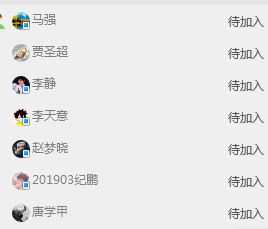 马强 待加入
贾圣超 待加入
李静 待加入
李天意 待加入
赵梦晓 待加入
201903纪鹏 待加入
唐学甲 待加入